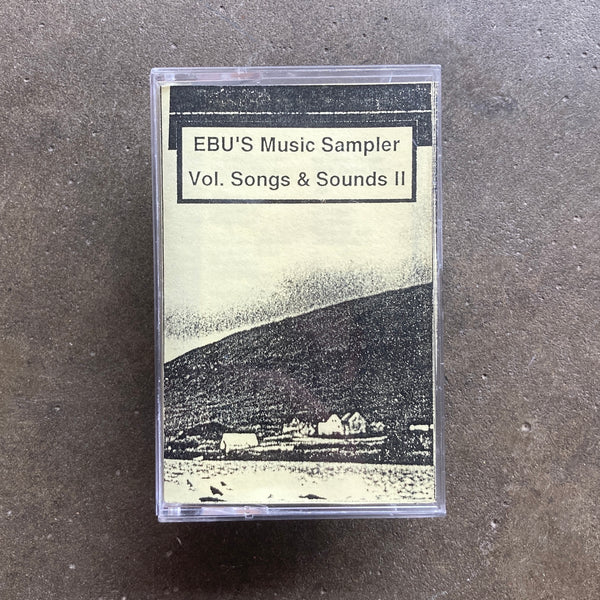 EBU'S Music Sampler
Vol. Songs & Sounds II